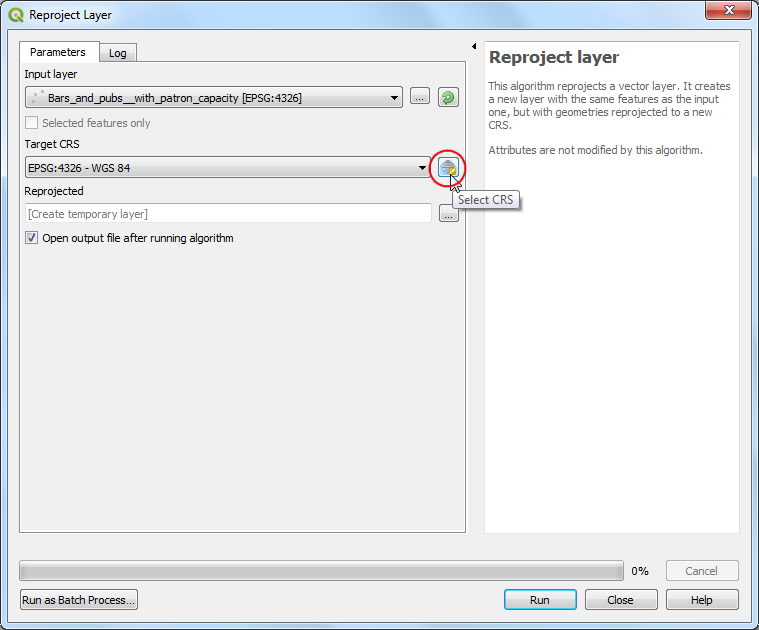 Reproject Layer
Parameters
Log
Input layer
Bars_and_pubs__with_patron_capacity [EPSG:4326]
...
Selected features only
Target CRS
EPSG:4326 - WGS 84
Select CRS
Reprojected
[Create temporary layer]
...
Open output file after running algorithm
Reproject layer
This algorithm reprojects a vector layer. It creates
a new layer with the same features as the input
one, but with geometries reprojected to a new
CRS.
Attributes are not modified by this algorithm.
0%
Cancel
Run as Batch Process...
Run
Close
Help